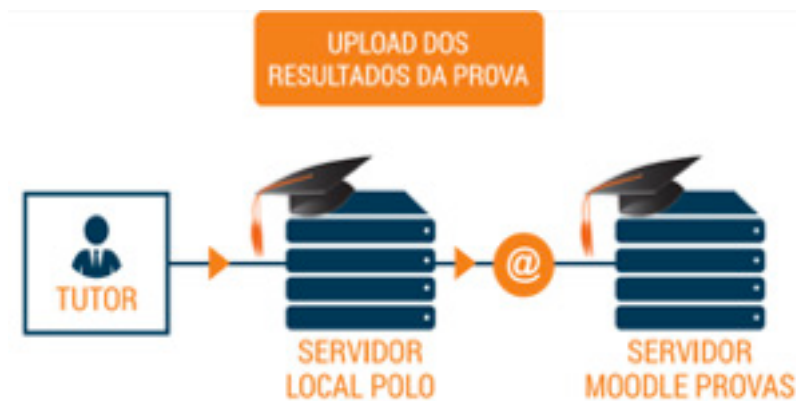 UPLOAD DOS
RESULTADOS DA PROVA
TUTOR
@
SERVIDOR
LOCAL POLO
SERVIDOR
MOODLE PROVAS